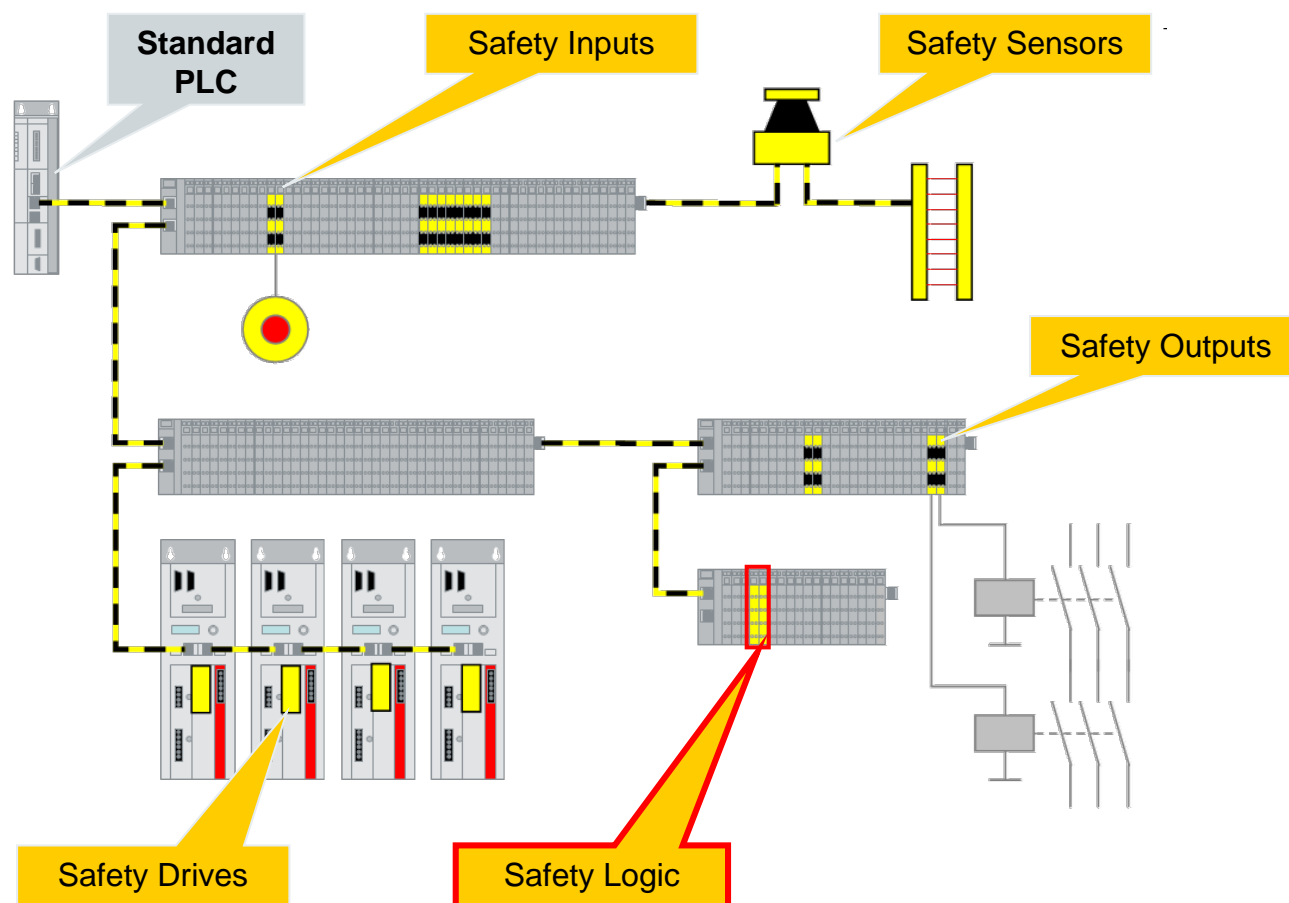 Standard
PLC
Safety Inputs
Safety Sensors
-
Safety Outputs
Safety Drives
Safety Logic